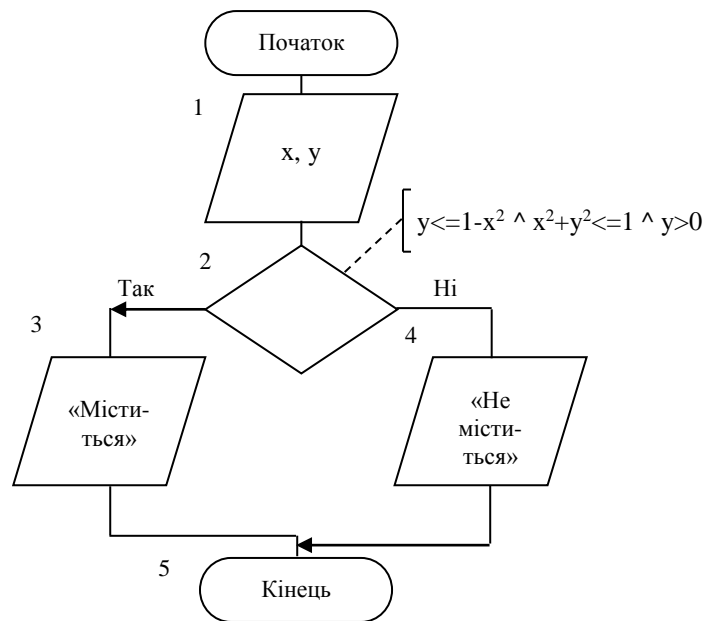 Початок
1
x, y
y<=1-x² ^ x²+y²<=1 ^ y>0
2
Так
Ні
3
4
«Місти-
ться»
«Не
місти-
ться»
5
Кінець